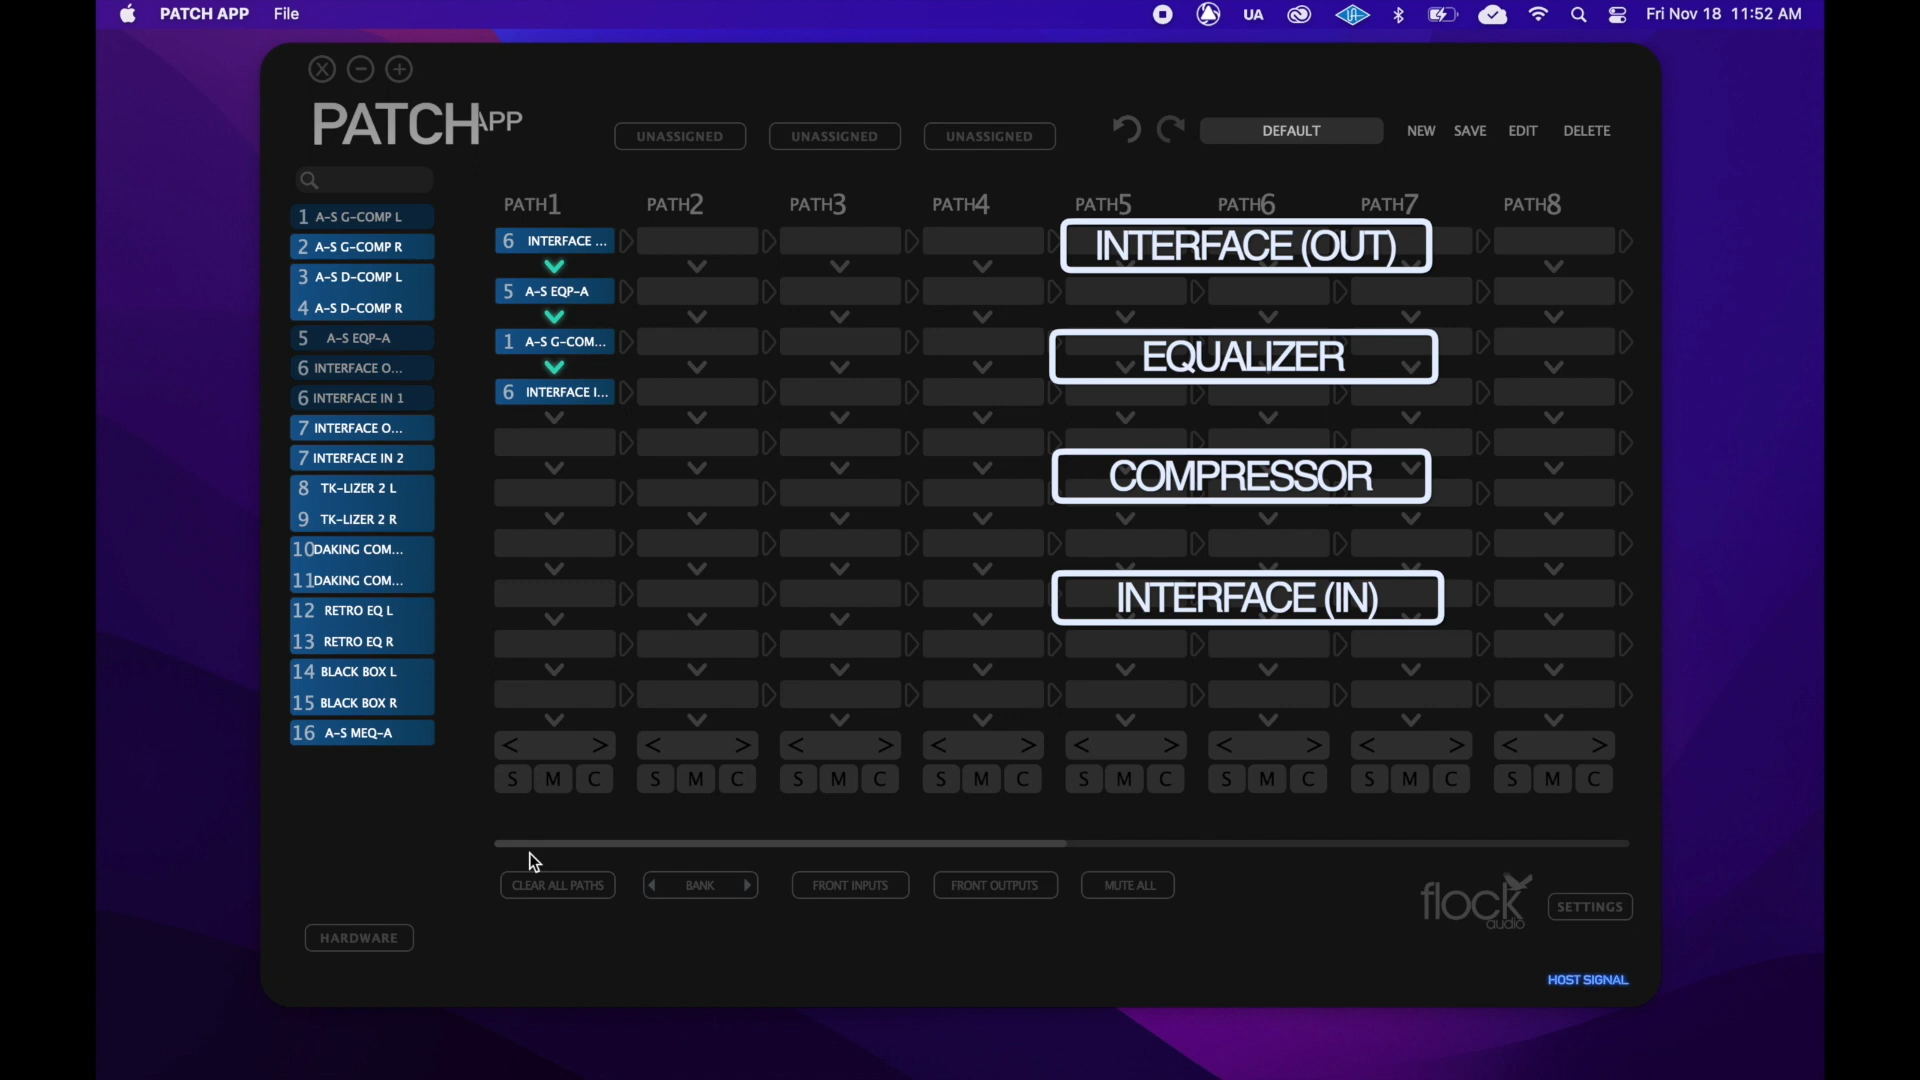 PATCH APP File
UA
Fri Nov 18 11:52 AM
PATCH APP
UNASSIGNED UNASSIGNED UNASSIGNED
DEFAULT NEW SAVE EDIT DELETE
PATH1 PATH2 PATH3 PATH4 PATH5 PATH6 PATH7 PATH8
1 A-S G-COMP L
2 A-S G-COMP R
3 A-S D-COMP L
4 A-S D-COMP R
5 A-S EQP-A
6 INTERFACE O...
6 INTERFACE IN 1
7 INTERFACE O...
7 INTERFACE IN 2
8 TK-LIZER 2 L
9 TK-LIZER 2 R
10 DAKING COM...
11 DAKING COM...
12 RETRO EQ L
13 RETRO EQ R
14 BLACK BOX L
15 BLACK BOX R
16 A-S MEQ-A
6 INTERFACE ...
5 A-S EQP-A
1 A-S G-COM...
6 INTERFACE I...
INTERFACE (OUT)
EQUALIZER
COMPRESSOR
INTERFACE (IN)
< > < > < > < > < > < > < > < >
S M C S M C S M C S M C S M C S M C S M C S M C
CLEAR ALL PATHS BANK FRONT INPUTS FRONT OUTPUTS MUTE ALL
flock audio
SETTINGS
HARDWARE
HOST SIGNAL